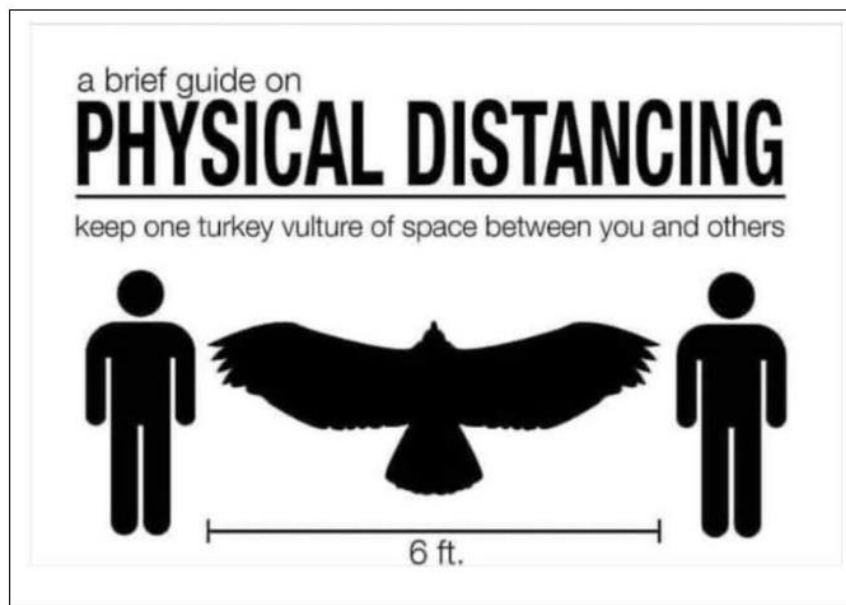 a brief guide on
PHYSICAL DISTANCING
keep one turkey vulture of space between you and others
6 ft.